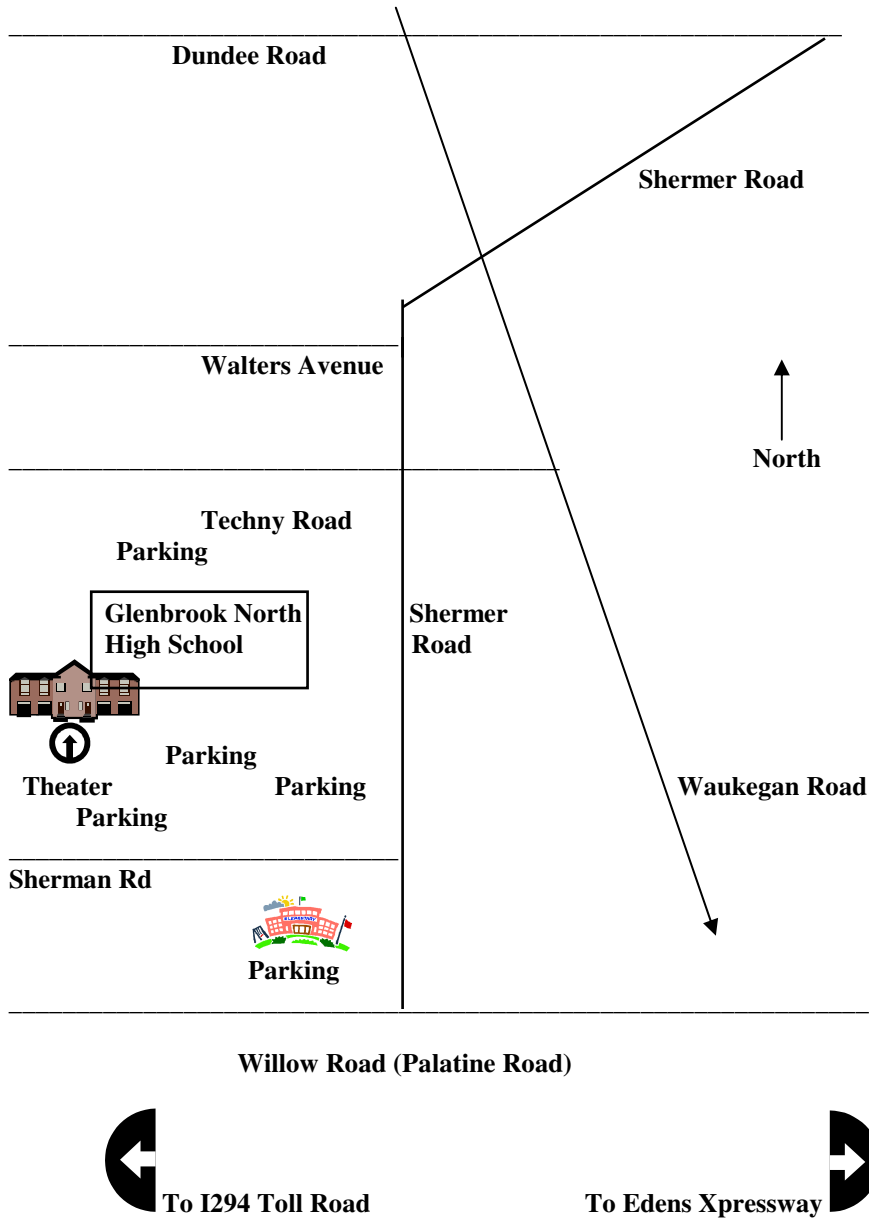 Dundee Road
Shermer Road
Walters Avenue
North
Techny Road
Parking
Glenbrook North
High School
Shermer
Road
Parking
Theater
Parking
Waukegan Road
Parking
Sherman Rd
ELEMENTARY
Parking
Willow Road (Palatine Road)
To I294 Toll Road
To Edens Xpressway